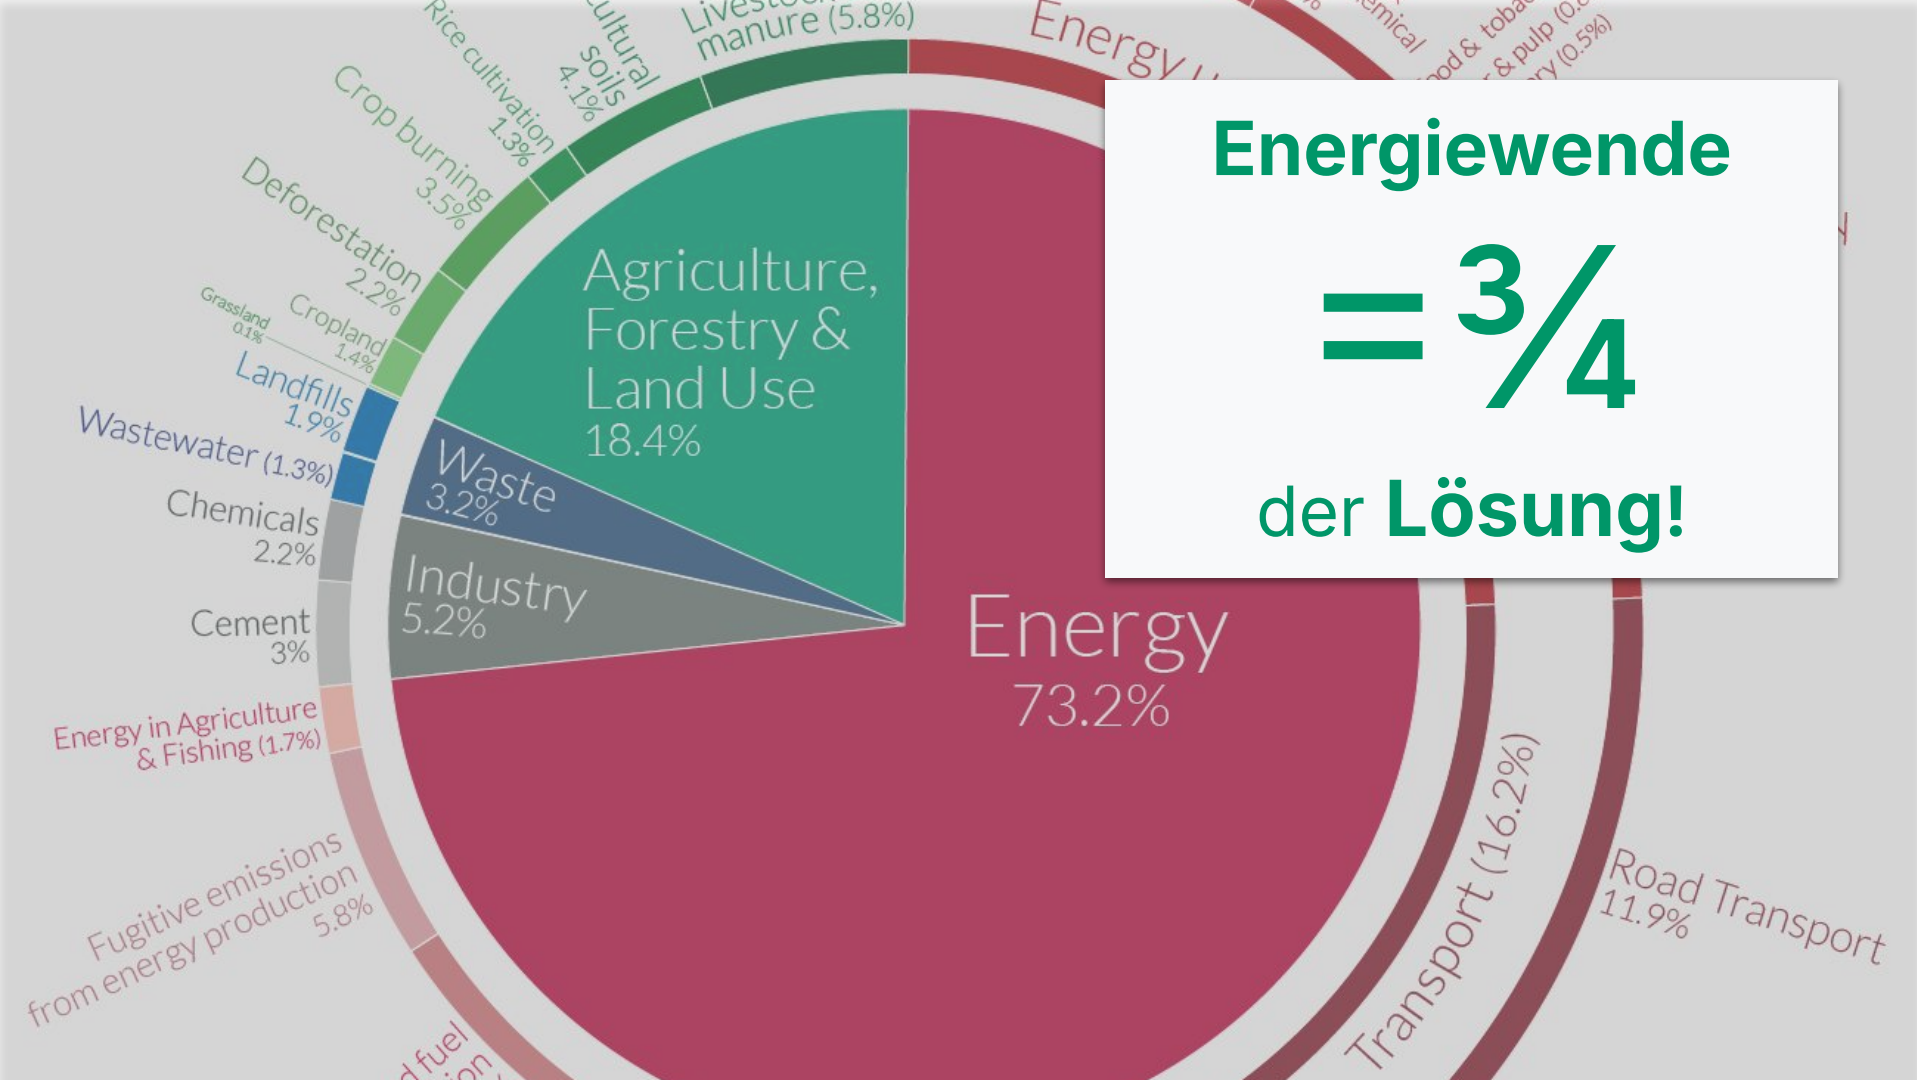 Livestock
manure (5.8%)
soils
4.1%
Rice cultivation
1.3%
Crop burning
3.5%
Deforestation
2.2%
Cropland
1.4%
Grassland
0.1%
Landfills
1.9%
Wastewater (1.3%)
Chemicals
2.2%
Cement
3%
Energy in Agriculture
& Fishing (1.7%)
Fugitive emissions
from energy production
5.8%
fuel
Agriculture,
Forestry &
Land Use
18.4%
Waste
3.2%
Industry
5.2%
Energy
73.2%
Energy
& pulp
(0.5%)
Energiewende
=¾
der Lösung!
Transport (16.2%)
Road Transport
11.9%